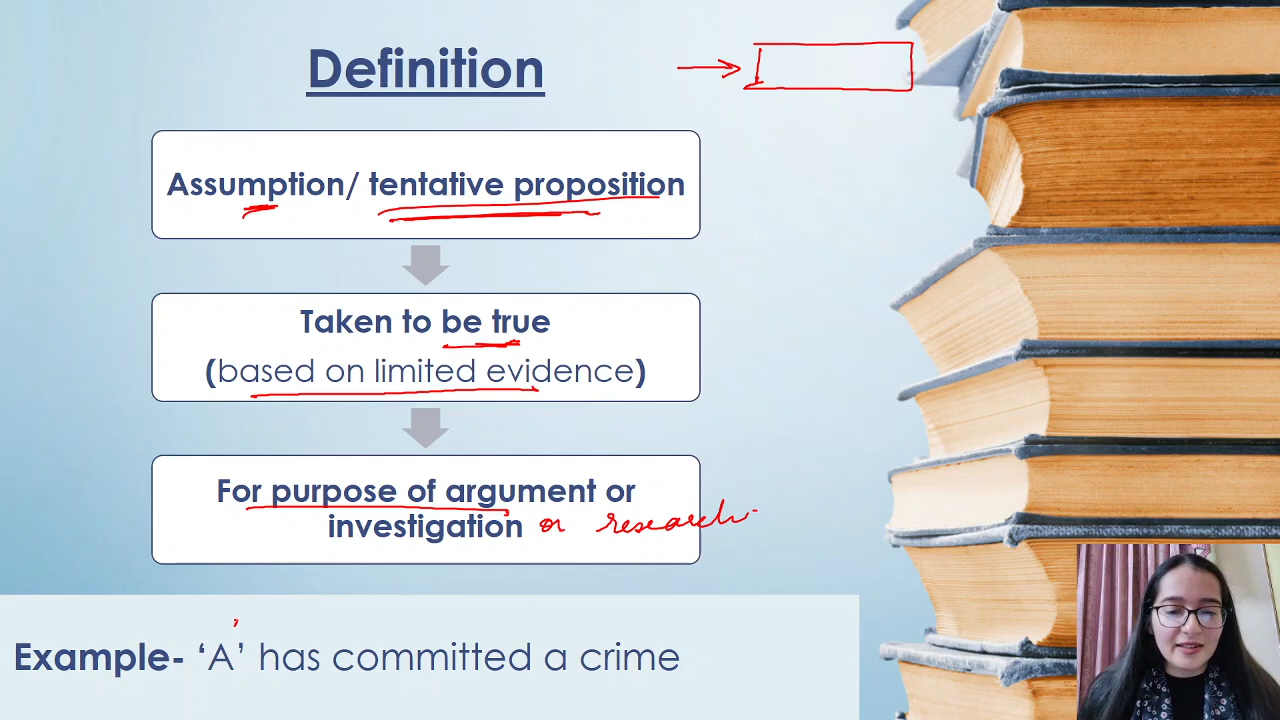 Definition
Assumption/ tentative proposition
Taken to be true
(based on limited evidence)
For purpose of argument or
investigation or research
Example- ‘A’ has committed a crime